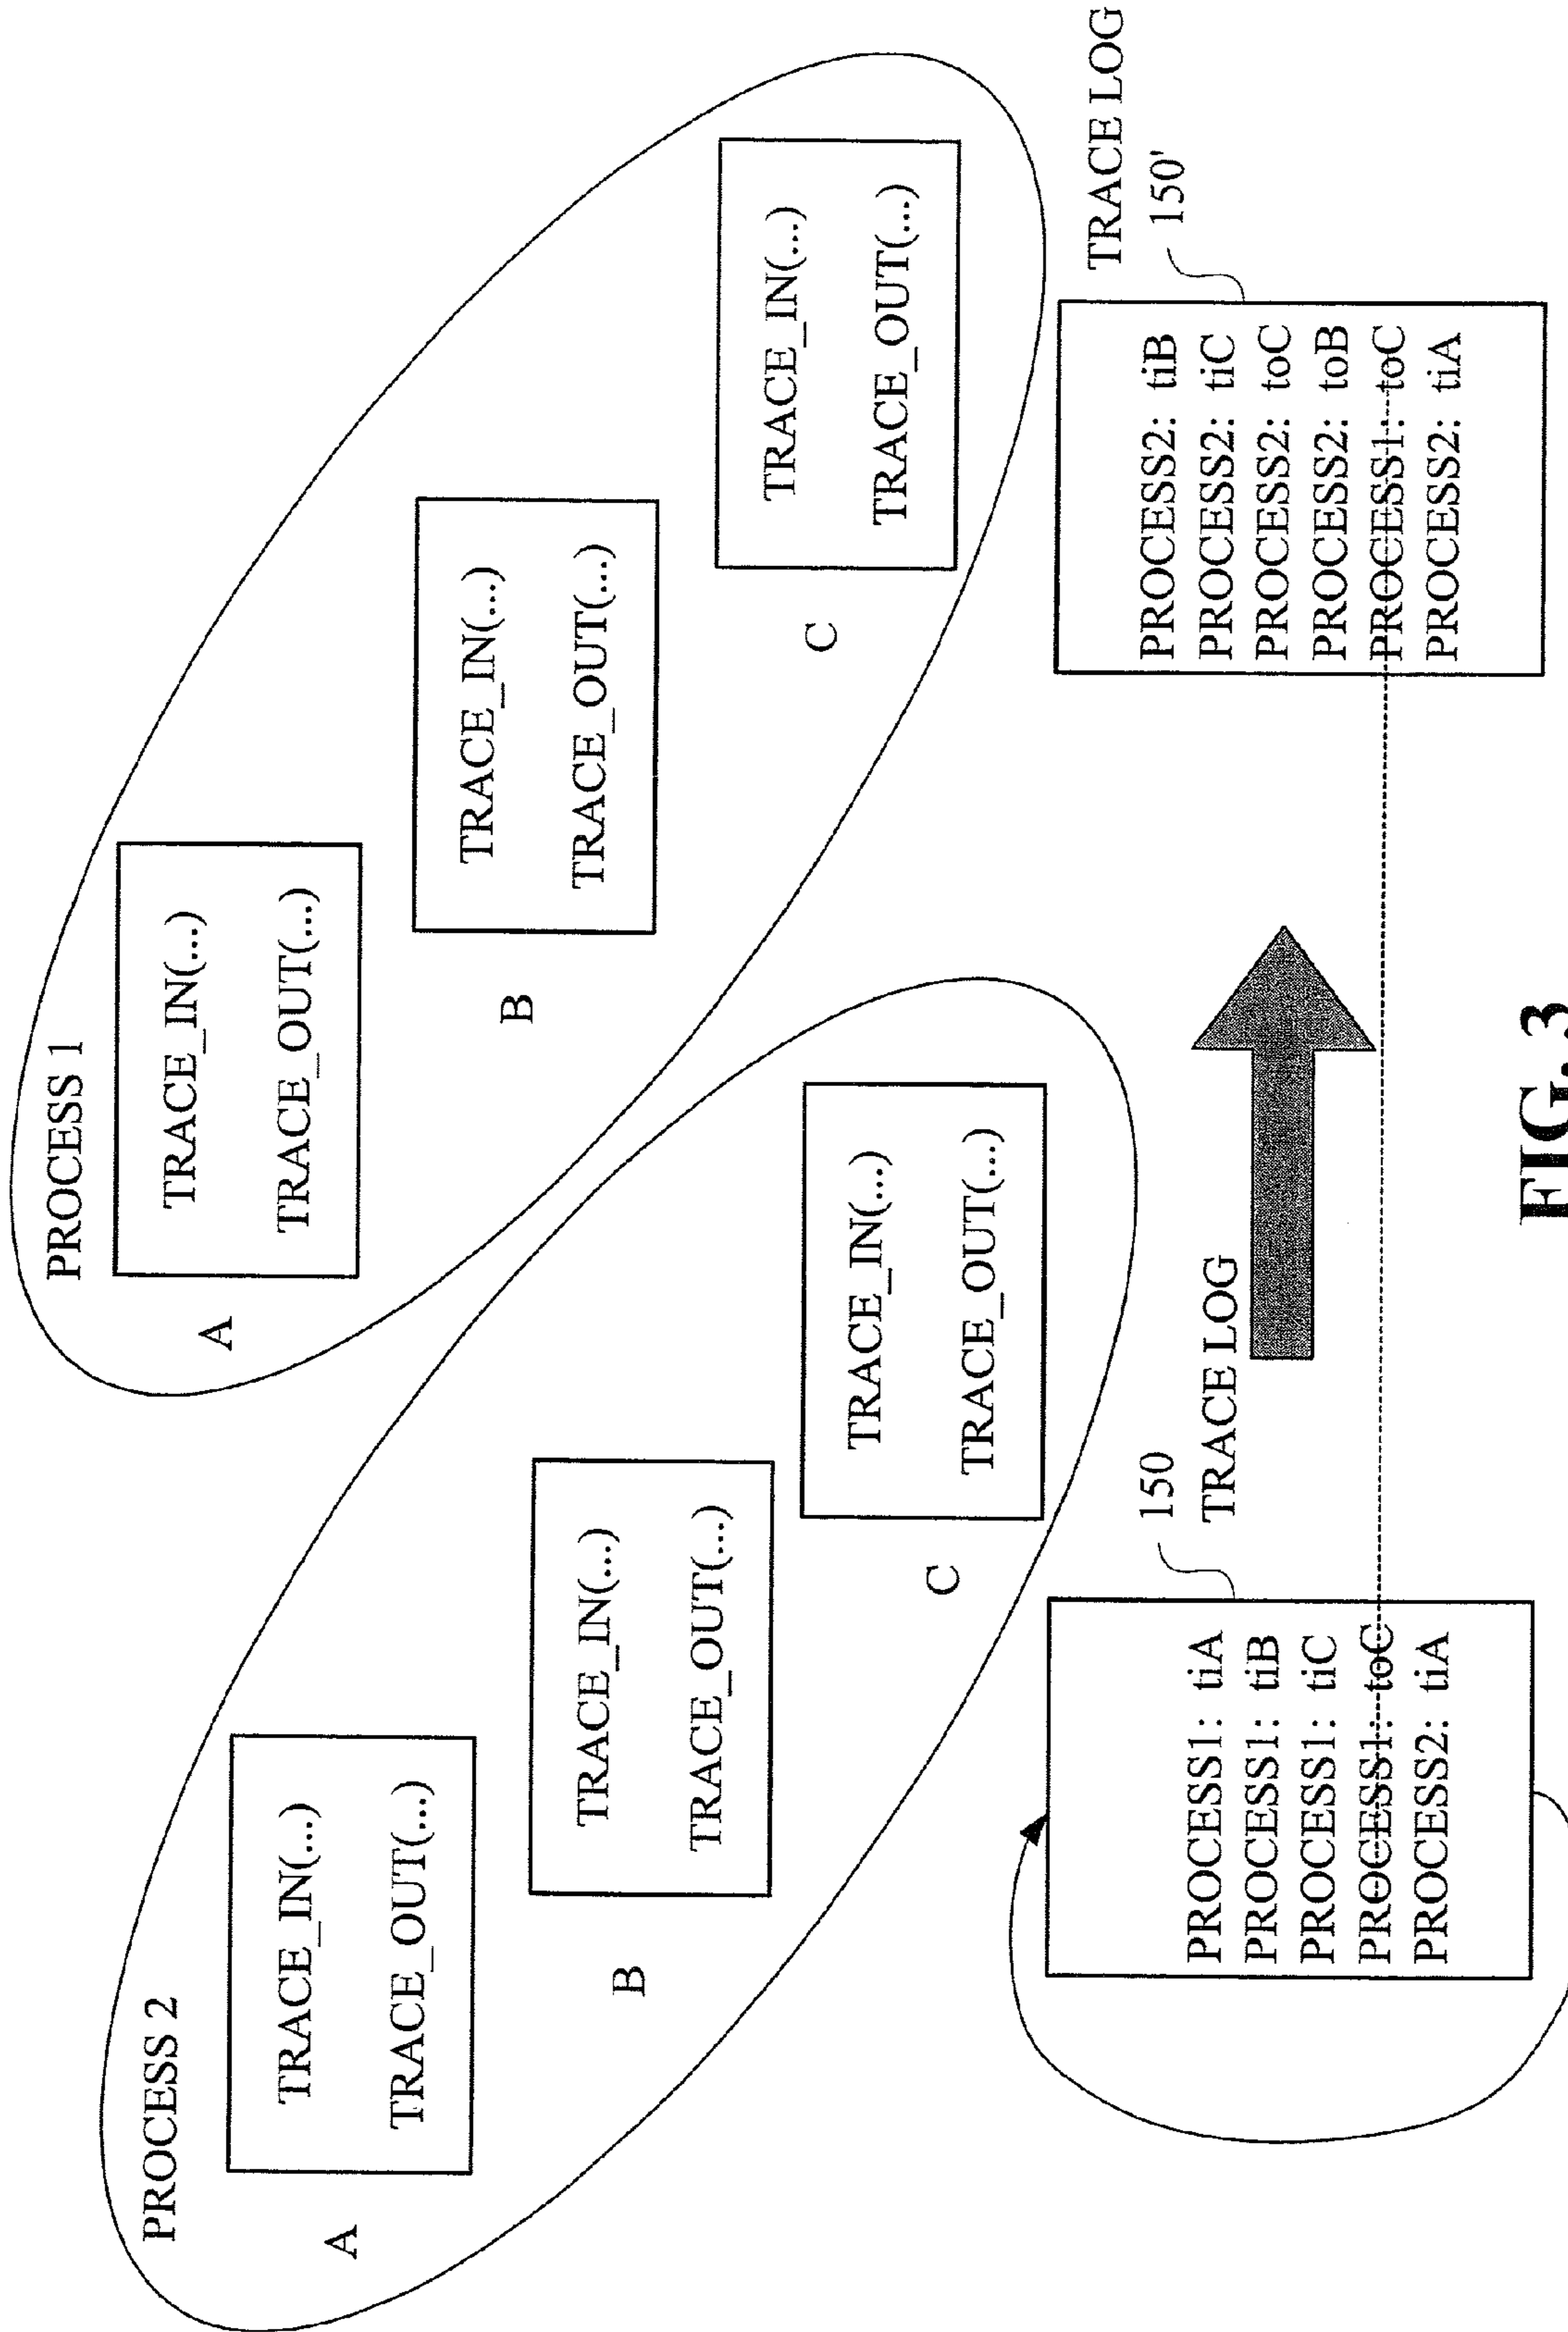 PROCESS 1
A
TRACE_IN(...)
TRACE_OUT(...)
B
TRACE_IN(...)
TRACE_OUT(...)
C
TRACE_IN(...)
TRACE_OUT(...)
PROCESS 2
A
TRACE_IN(...)
TRACE_OUT(...)
B
TRACE_IN(...)
TRACE_OUT(...)
C
TRACE_IN(...)
TRACE_OUT(...)
150
TRACE LOG
PROCESS1: tiA
PROCESS1: tiB
PROCESS1: tiC
PROCESS1: toC
PROCESS2: tiA
TRACE LOG
150'
PROCESS2: tiB
PROCESS2: tiC
PROCESS2: toC
PROCESS2: toB
PROCESS1: toC
PROCESS2: tiA
FIG. 3